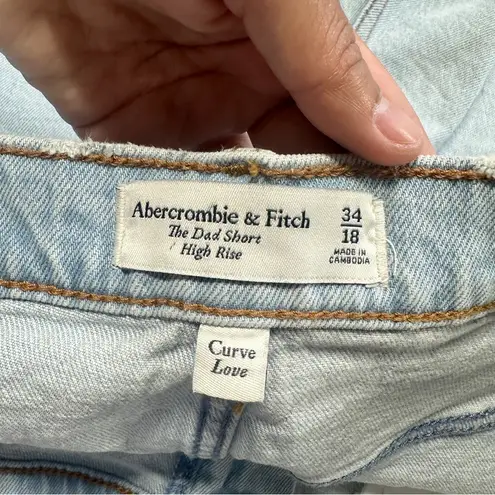 Abercrombie & Fitch
The Dad Short
High Rise
34
18
MADE IN
CAMBODIA
Curve
Love